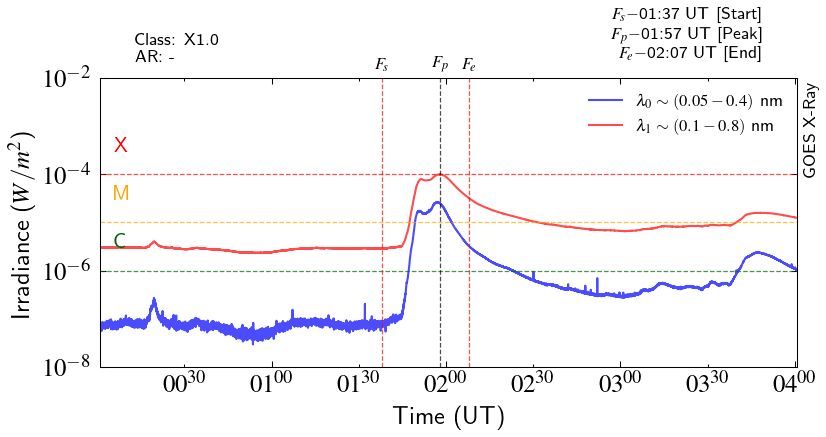 F_s−01:37 UT [Start]
Class: X1.0
F_p−01:57 UT [Peak]
AR: -
F_e−02:07 UT [End]
F_s F_p F_e
10^{-2}
λ_0 ∼ (0.05 − 0.4) nm
λ_1 ∼ (0.1 − 0.8) nm
GOES X-Ray
X
10^{-4}
M
C
10^{-6}
10^{-8}
Irradiance (W/m^2)
00^{30} 01^{00} 01^{30} 02^{00} 02^{30} 03^{00} 03^{30} 04^{00}
Time (UT)